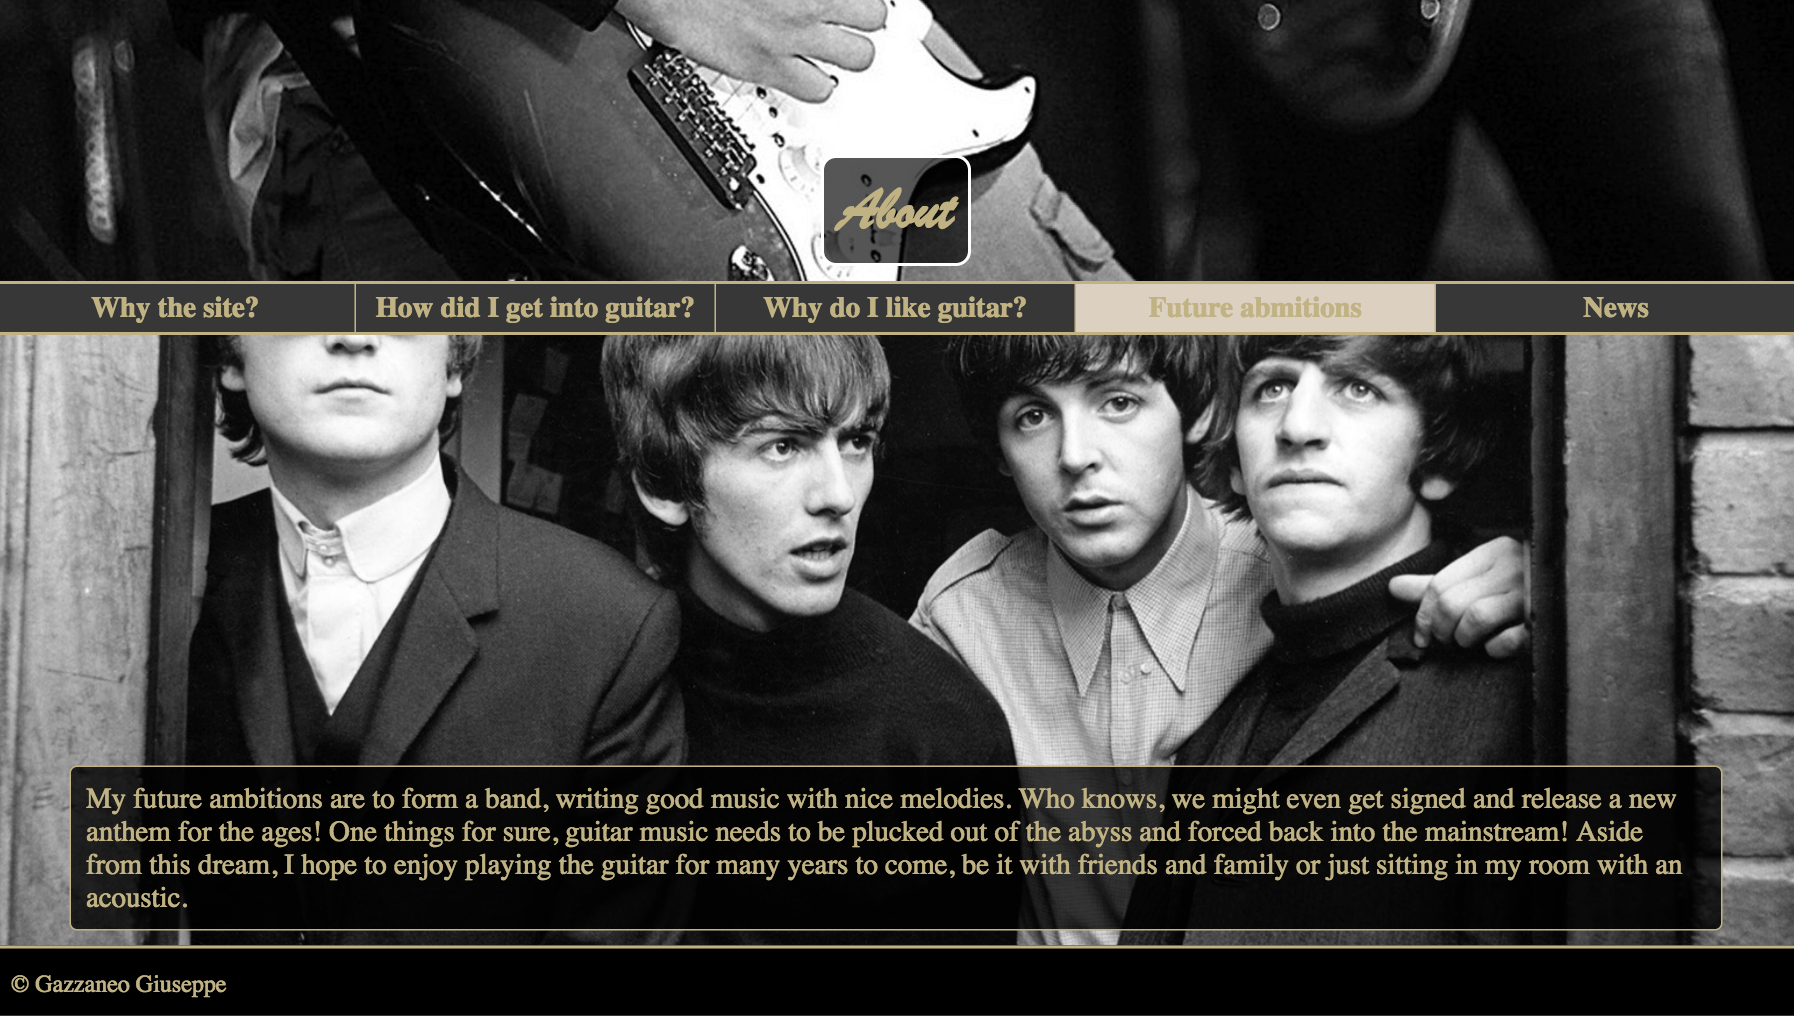 About
Why the site?
How did I get into guitar?
Why do I like guitar?
Future abmitions
News
My future ambitions are to form a band, writing good music with nice melodies. Who knows, we might even get signed and release a new
anthem for the ages! One things for sure, guitar music needs to be plucked out of the abyss and forced back into the mainstream! Aside
from this dream, I hope to enjoy playing the guitar for many years to come, be it with friends and family or just sitting in my room with an
acoustic.
© Gazzaneo Giuseppe